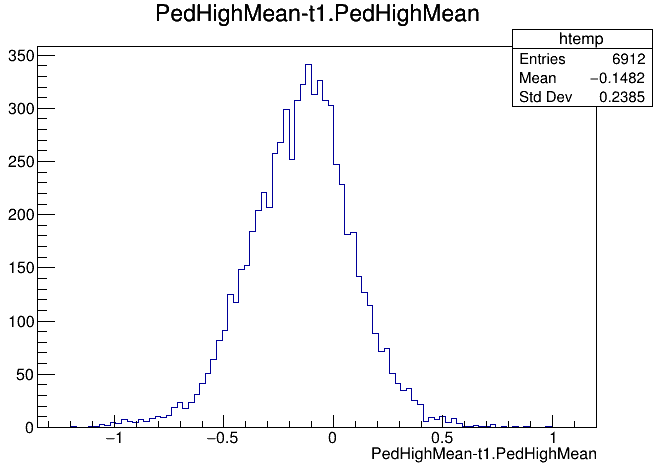 PedHighMean-t1.PedHighMean
htemp
Entries 6912
Mean −0.1482
Std Dev 0.2385
350
300
250
200
150
100
50
0
−1 −0.5 0 0.5 1
PedHighMean-t1.PedHighMean